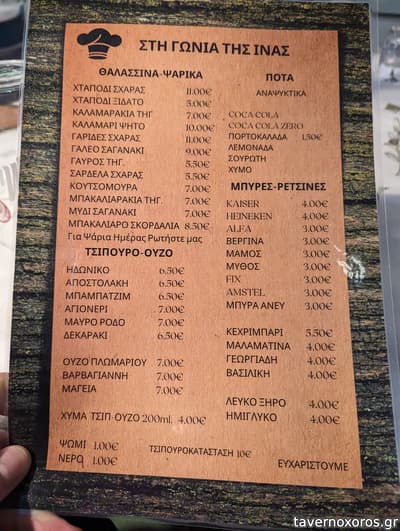 ΣΤΗ ΓΩΝΙΑ ΤΗΣ ΙΝΑΣ
ΘΑΛΑΣΣΙΝΑ-ΨΑΡΙΚΑ
ΧΤΑΠΟΔΙ ΣΧΑΡΑΣ 11.00€
ΧΤΑΠΟΔΙ ΞΙΔΑΤΟ 5.00€
ΚΑΛΑΜΑΡΑΚΙΑ ΤΗΓ 7.00€
ΚΑΛΑΜΑΡΙ ΨΗΤΟ 10.00€
ΓΑΡΙΔΕΣ ΣΧΑΡΑΣ 11.00€
ΓΑΛΕΟ ΣΑΓΑΝΑΚΙ 9.00€
ΓΑΥΡΟΣ ΤΗΓ. 5.50€
ΣΑΡΔΕΛΑ ΣΧΑΡΑΣ 5.50€
ΚΟΥΤΣΟΜΟΥΡΑ 7.00€
ΜΠΑΚΑΛΙΑΡΑΚΙΑ ΤΗΓ 7.00€
ΜΥΔΙ ΣΑΓΑΝΑΚΙ 7.00€
ΜΠΑΚΑΛΙΑΡΟ ΣΚΟΡΔΑΛΙΑ 8.50€
Για Ψάρια Ημέρας Ρωτήστε μας
ΤΣΙΠΟΥΡΟ-ΟΥΖΟ
ΗΔΩΝΙΚΟ 6.50€
ΑΠΟΣΤΟΛΑΚΗ 6.50€
ΜΠΑΜΠΑΤΖΙΜ 6.50€
ΑΓΙΟΝΕΡΙ 7.00€
ΜΑΥΡΟ ΡΟΔΟ 7.00€
ΔΕΚΑΡΑΚΙ 6.50€
ΟΥΖΟ ΠΛΩΜΑΡΙΟΥ 7.00€
ΒΑΡΒΑΓΙΑΝΝΗ 7.00€
ΜΑΓΕΙΑ 7.00€
ΧΥΜΑ ΤΣΙΠ-ΟΥΖΟ 200ml. 4.00€
ΨΩΜΙ 1.00€
ΝΕΡΟ 1.00€
ΤΣΙΠΟΥΡΟΚΑΤΑΣΤΑΣΗ 10€
ΠΟΤΑ
ΑΝΑΨΥΚΤΙΚΑ
COCA COLA
COCA COLA ZERO
ΠΟΡΤΟΚΑΛΑΔΑ 1.50€
ΛΕΜΟΝΑΔΑ
ΣΟΥΡΩΤΗ
ΧΥΜΟ
ΜΠΥΡΕΣ-ΡΕΤΣΙΝΕΣ
KAISER 4.00€
HEINEKEN 4.00€
ALFA 3.00€
ΒΕΡΓΙΝΑ 3.00€
ΜΑΜΟΣ 3.00€
ΜΥΘΟΣ 3.00€
FIX 3.00€
AMSTEL 3.00€
ΜΠΥΡΑ ΑΝΕΥ 3.00€
ΚΕΧΡΙΜΠΑΡΙ 5.50€
ΜΑΛΑΜΑΤΙΝΑ 4.00€
ΓΕΩΡΓΙΑΔΗ 4.00€
ΒΑΣΙΛΙΚΗ 4.00€
ΛΕΥΚΟ ΞΗΡΟ 4.00€
ΗΜΙΓΛΥΚΟ 4.00€
ΕΥΧΑΡΙΣΤΟΥΜΕ
tavernoxoros.gr